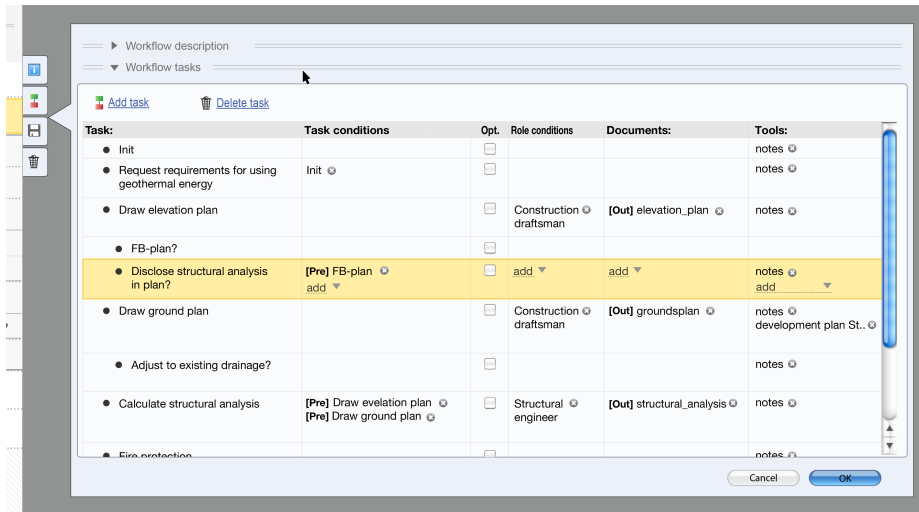 Workflow description
Workflow tasks
Add task Delete task
Task: Task conditions Opt. Role conditions Documents: Tools:
Init notes
Request requirements for using Init notes
geothermal energy
Draw elevation plan Construction [Out] elevation_plan notes
draftsman
FB-plan?
Disclose structural analysis [Pre] FB-plan add add notes
in plan? add add
Draw ground plan Construction [Out] groundsplan notes
draftsman development plan St..
Adjust to existing drainage? notes
Calculate structural analysis [Pre] Draw evelation plan Structural [Out] structural_analysis notes
[Pre] Draw ground plan engineer
Fire protection notes
Cancel OK